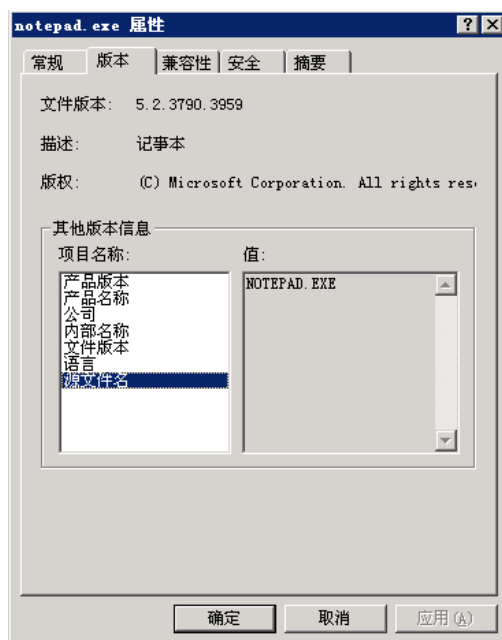 notepad.exe 属性
常规 版本 兼容性 安全 摘要
文件版本: 5.2.3790.3959
描述: 记事本
版权: (C) Microsoft Corporation. All rights res
其他版本信息
项目名称: 值:
产品版本 NOTEPAD.EXE
产品名称
公司
内部名称
文件版本
语言
源文件名
确定 取消 应用(A)